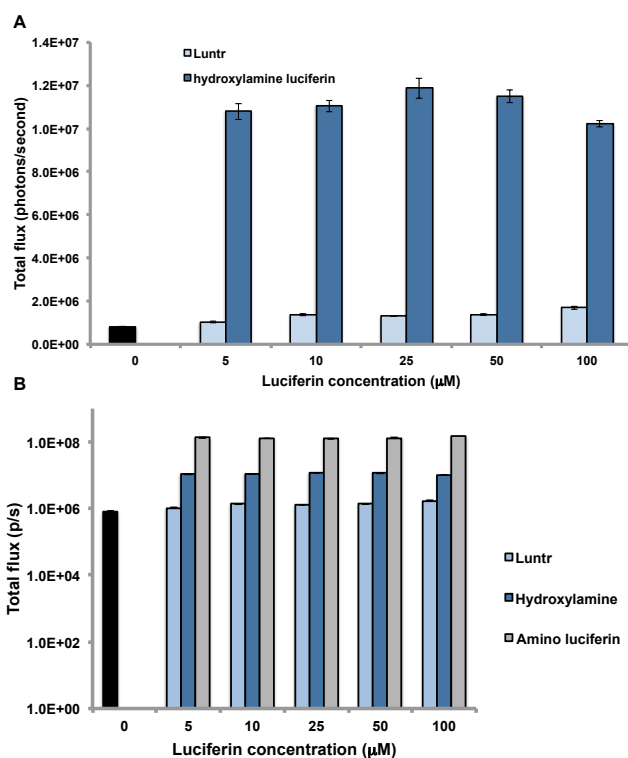 A
1.4E+07
1.2E+07
1.0E+07
8.0E+06
6.0E+06
4.0E+06
2.0E+06
0.0E+00
Total flux (photons/second)
Luntr
hydroxylamine luciferin
0 5 10 25 50 100
Luciferin concentration (μM)
B
1.0E+08
1.0E+06
1.0E+04
1.0E+02
1.0E+00
Total flux (p/s)
Luntr
Hydroxylamine
Amino luciferin
0 5 10 25 50 100
Luciferin concentration (μM)